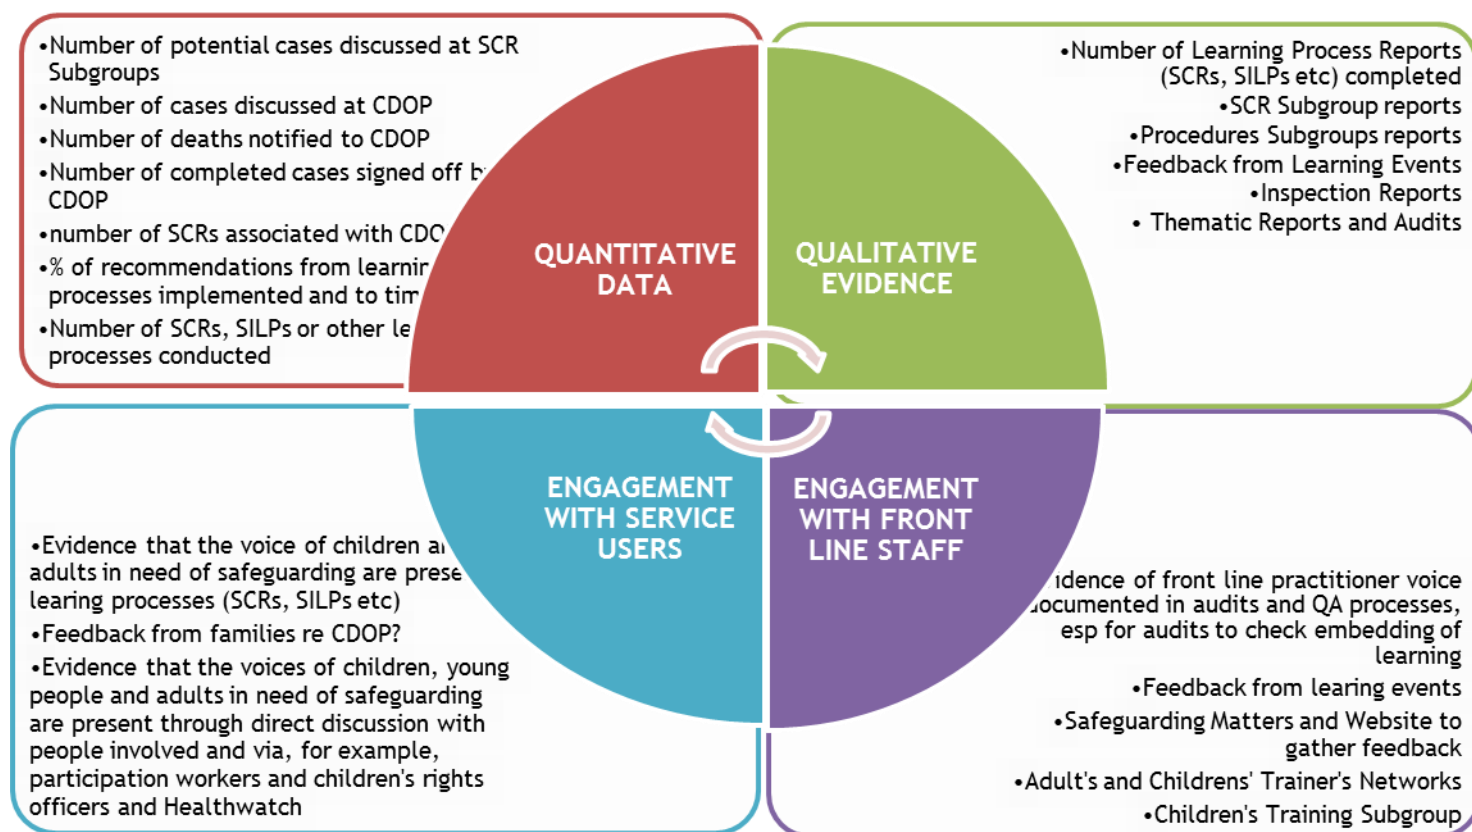 •Number of potential cases discussed at SCR
Subgroups
•Number of cases discussed at CDOP
•Number of deaths notified to CDOP
•Number of completed cases signed off
CDOP
•number of SCRs associated with
•% of recommendations from
processes implemented and to
•Number of SCRs, SILPs or other
processes conducted
•Number of Learning Process Reports
(SCRs, SILPs etc) completed
•SCR Subgroup reports
•Procedures Subgroups reports
•Feedback from Learning Events
•Inspection Reports
• Thematic Reports and Audits
QUANTITATIVE
DATA
QUALITATIVE
EVIDENCE
ENGAGEMENT
WITH SERVICE
USERS
ENGAGEMENT
WITH FRONT
LINE STAFF
•Evidence that the voice of children
adults in need of safeguarding are
learing processes (SCRs, SILPs etc)
•Feedback from families re CDOP?
•Evidence that the voices of children, young
people and adults in need of safeguarding
are present through direct discussion with
people involved and via, for example,
participation workers and children's rights
officers and Healthwatch
of front line practitioner voice
documented in audits and QA processes,
esp for audits to check embedding of
learning
•Feedback from learing events
•Safeguarding Matters and Website to
gather feedback
•Adult's and Childrens' Trainer's Networks
•Children's Training Subgroup